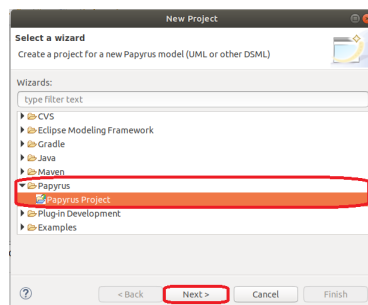 New Project
Select a wizard
Create a project for a new Papyrus model (UML or other DSML)
Wizards:
type filter text
CVS
Eclipse Modeling Framework
Gradle
Java
Maven
Papyrus
Papyrus Project
Plug-in Development
Examples
< Back Next > Cancel Finish